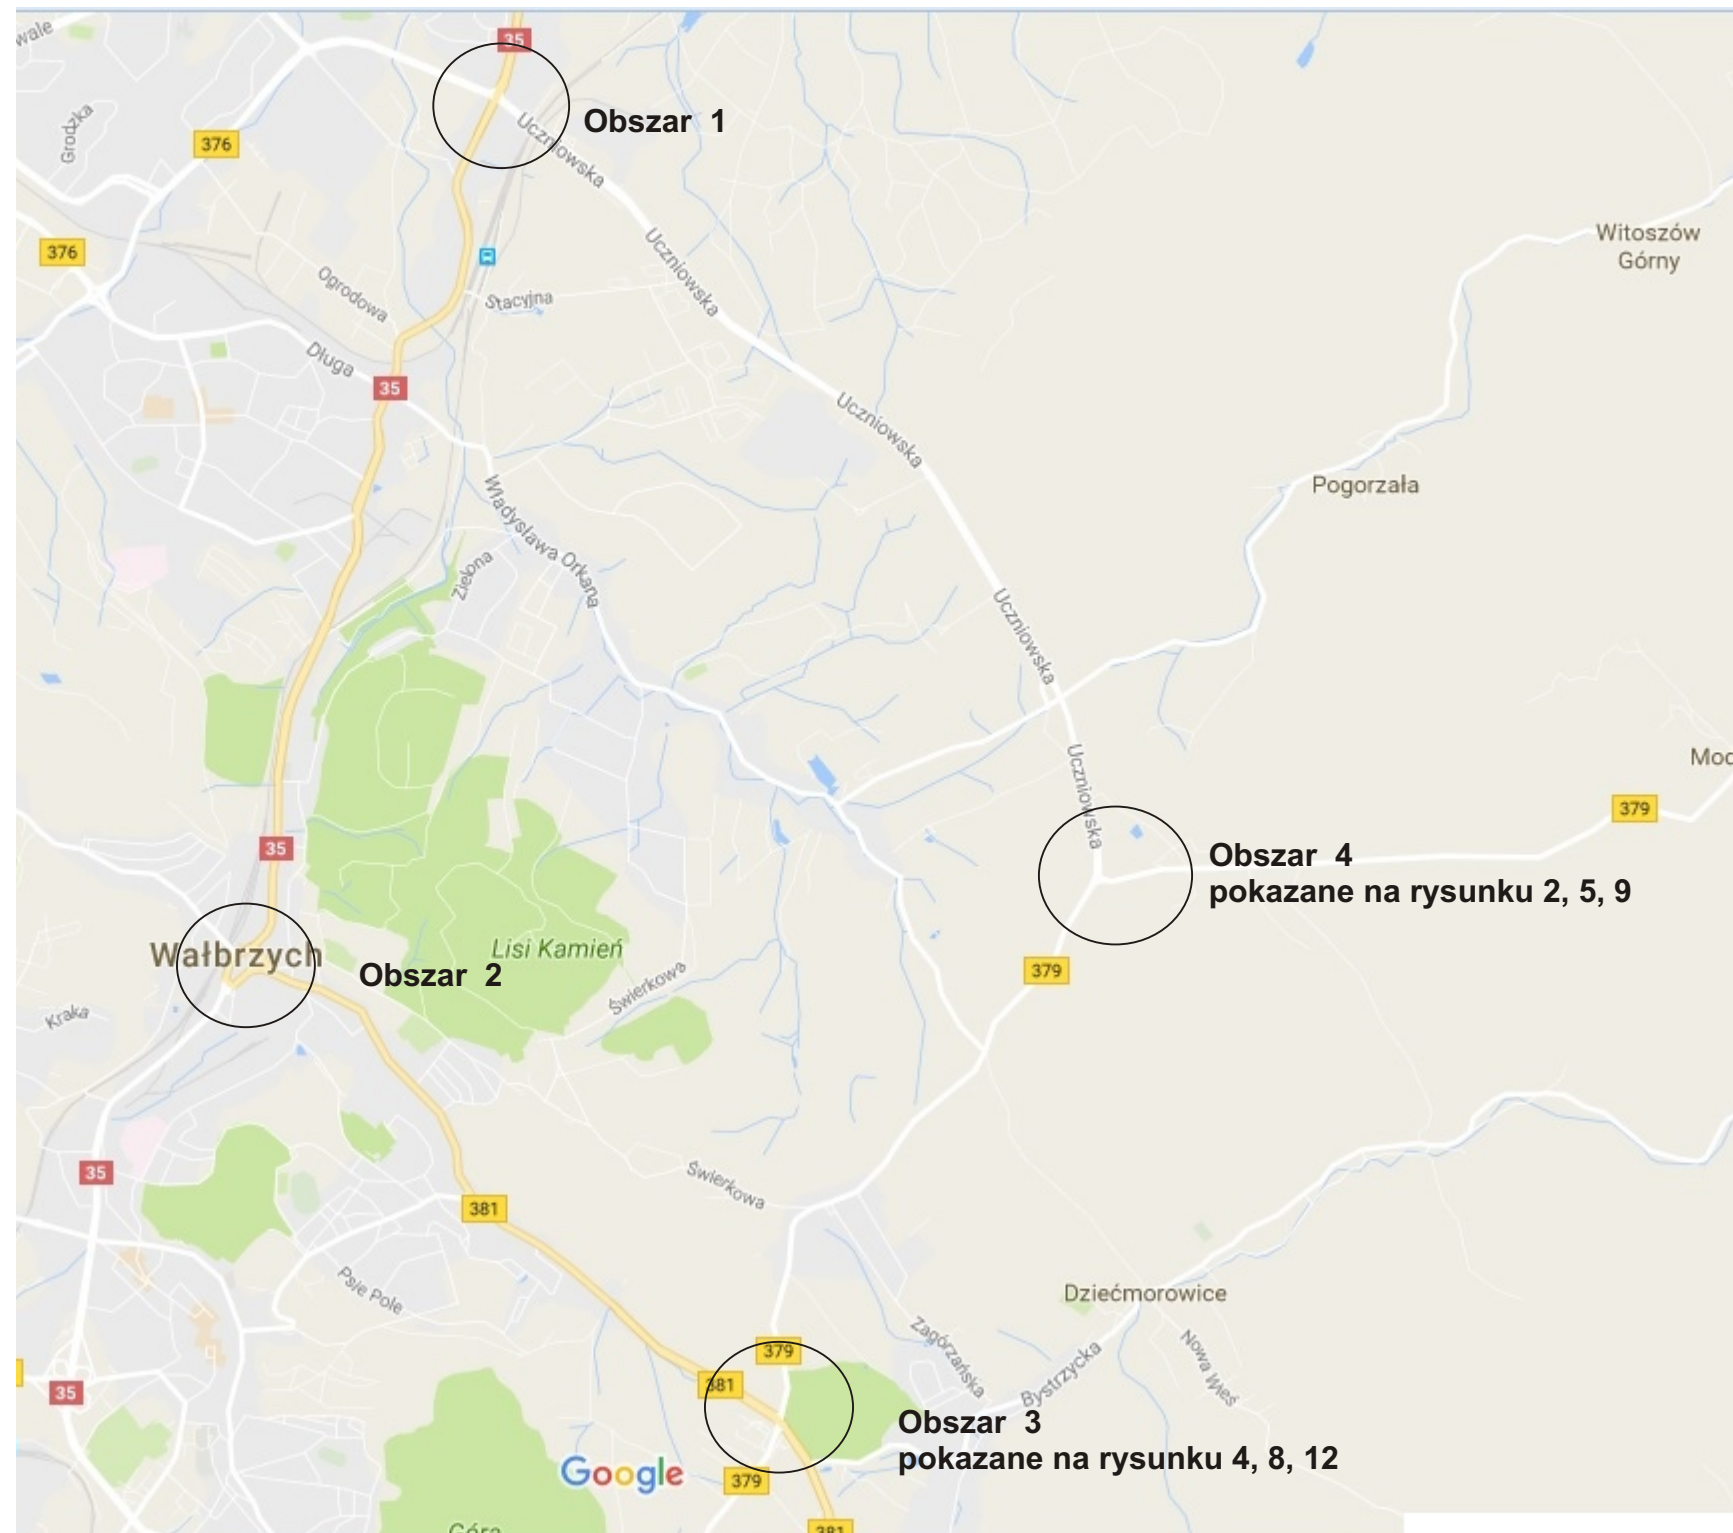 wale
35
Obszar 1
Uczniowska
Grodzka
376
Witoszów
Górny
376
Uczniowska
Ogrodowa
Stacyjna
Długa
35
Uczniowska
Pogorzała
Władysława Orkana
Zielona
Uczniowska
Uczniowska
Moc
379
35
Obszar 4
pokazane na rysunku 2, 5, 9
Wałbrzych
Lisi Kamień
Obszar 2
379
Świerkowa
Kraka
35
Świerkowa
381
Psie Pole
Dziećmorowice
Zagórzańska
Bystrzycka
Nowa Wieś
379
381
35
Obszar 3
pokazane na rysunku 4, 8, 12
Google
379
Góra
381